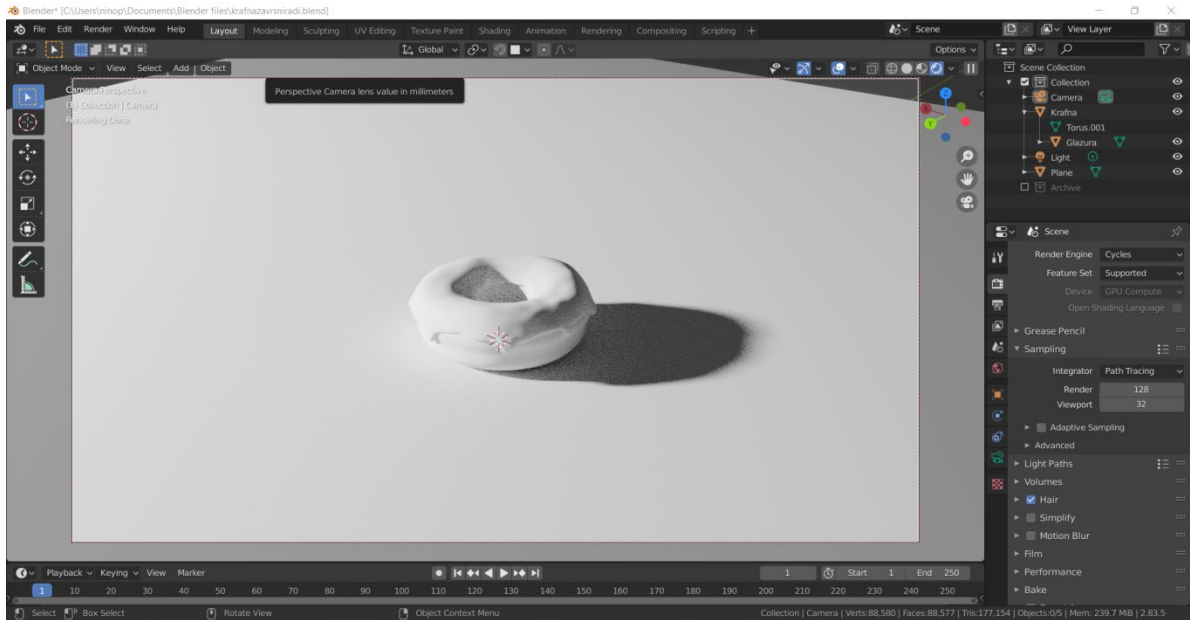 Blender* [C:\Users\ninop\Documents\Blender files\krafnazavrsniradi.blend]
File Edit Render Window Help Layout Modeling Sculpting UV Editing Texture Paint Shading Animation Rendering Compositing Scripting + Scene View Layer
Global Options
Object Mode View Select Add Object
Camera Perspective
(1) Collection | Camera
Rendering Done
Perspective Camera lens value in millimeters
Z
Y
Scene Collection
Collection
Camera
Krafna
Torus.001
Glazura
Light
Plane
Archive
Scene
Render Engine Cycles
Feature Set Supported
Device GPU Compute
Open Shading Language
Grease Pencil
Sampling
Integrator Path Tracing
Render 128
Viewport 32
Adaptive Sampling
Advanced
Light Paths
Volumes
Hair
Simplify
Motion Blur
Film
Performance
Bake
Playback Keying View Marker 1 Start 1 End 250
1 10 20 30 40 50 60 70 80 90 100 110 120 130 140 150 160 170 180 190 200 210 220 230 240 250
Select Box Select Rotate View Object Context Menu Collection | Camera | Verts:88,580 | Faces:88,577 | Tris:177,154 | Objects:0/5 | Mem: 239.7 MiB | 2.83.5